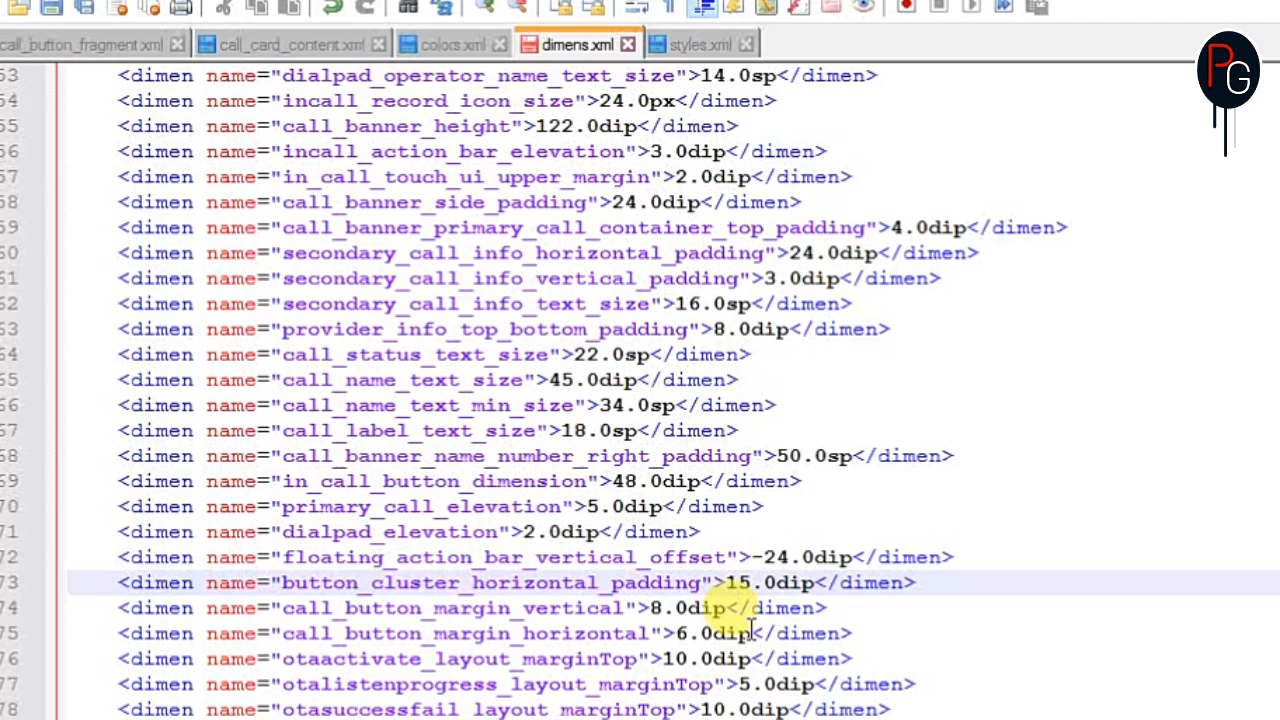 call_button_fragment.xml call_card_content.xml colors.xml dimens.xml styles.xml
PG
53 <dimen name="dialpad_operator_name_text_size">14.0sp</dimen>
54 <dimen name="incall_record_icon_size">24.0px</dimen>
55 <dimen name="call_banner_height">122.0dip</dimen>
56 <dimen name="incall_action_bar_elevation">3.0dip</dimen>
57 <dimen name="in_call_touch_ui_upper_margin">2.0dip</dimen>
58 <dimen name="call_banner_side_padding">24.0dip</dimen>
59 <dimen name="call_banner_primary_call_container_top_padding">4.0dip</dimen>
60 <dimen name="secondary_call_info_horizontal_padding">24.0dip</dimen>
61 <dimen name="secondary_call_info_vertical_padding">3.0dip</dimen>
62 <dimen name="secondary_call_info_text_size">16.0sp</dimen>
63 <dimen name="provider_info_top_bottom_padding">8.0dip</dimen>
64 <dimen name="call_status_text_size">22.0sp</dimen>
65 <dimen name="call_name_text_size">45.0dip</dimen>
66 <dimen name="call_name_text_min_size">34.0sp</dimen>
67 <dimen name="call_label_text_size">18.0sp</dimen>
68 <dimen name="call_banner_name_number_right_padding">50.0sp</dimen>
69 <dimen name="in_call_button_dimension">48.0dip</dimen>
70 <dimen name="primary_call_elevation">5.0dip</dimen>
71 <dimen name="dialpad_elevation">2.0dip</dimen>
72 <dimen name="floating_action_bar_vertical_offset">-24.0dip</dimen>
73 <dimen name="button_cluster_horizontal_padding">15.0dip</dimen>
74 <dimen name="call_button_margin_vertical">8.0dip</dimen>
75 <dimen name="call_button_margin_horizontal">6.0dip</dimen>
76 <dimen name="otaactivate_layout_marginTop">10.0dip</dimen>
77 <dimen name="otalistenprogress_layout_marginTop">5.0dip</dimen>
78 <dimen name="otasuccessfail_layout_marginTop">10.0dip</dimen>